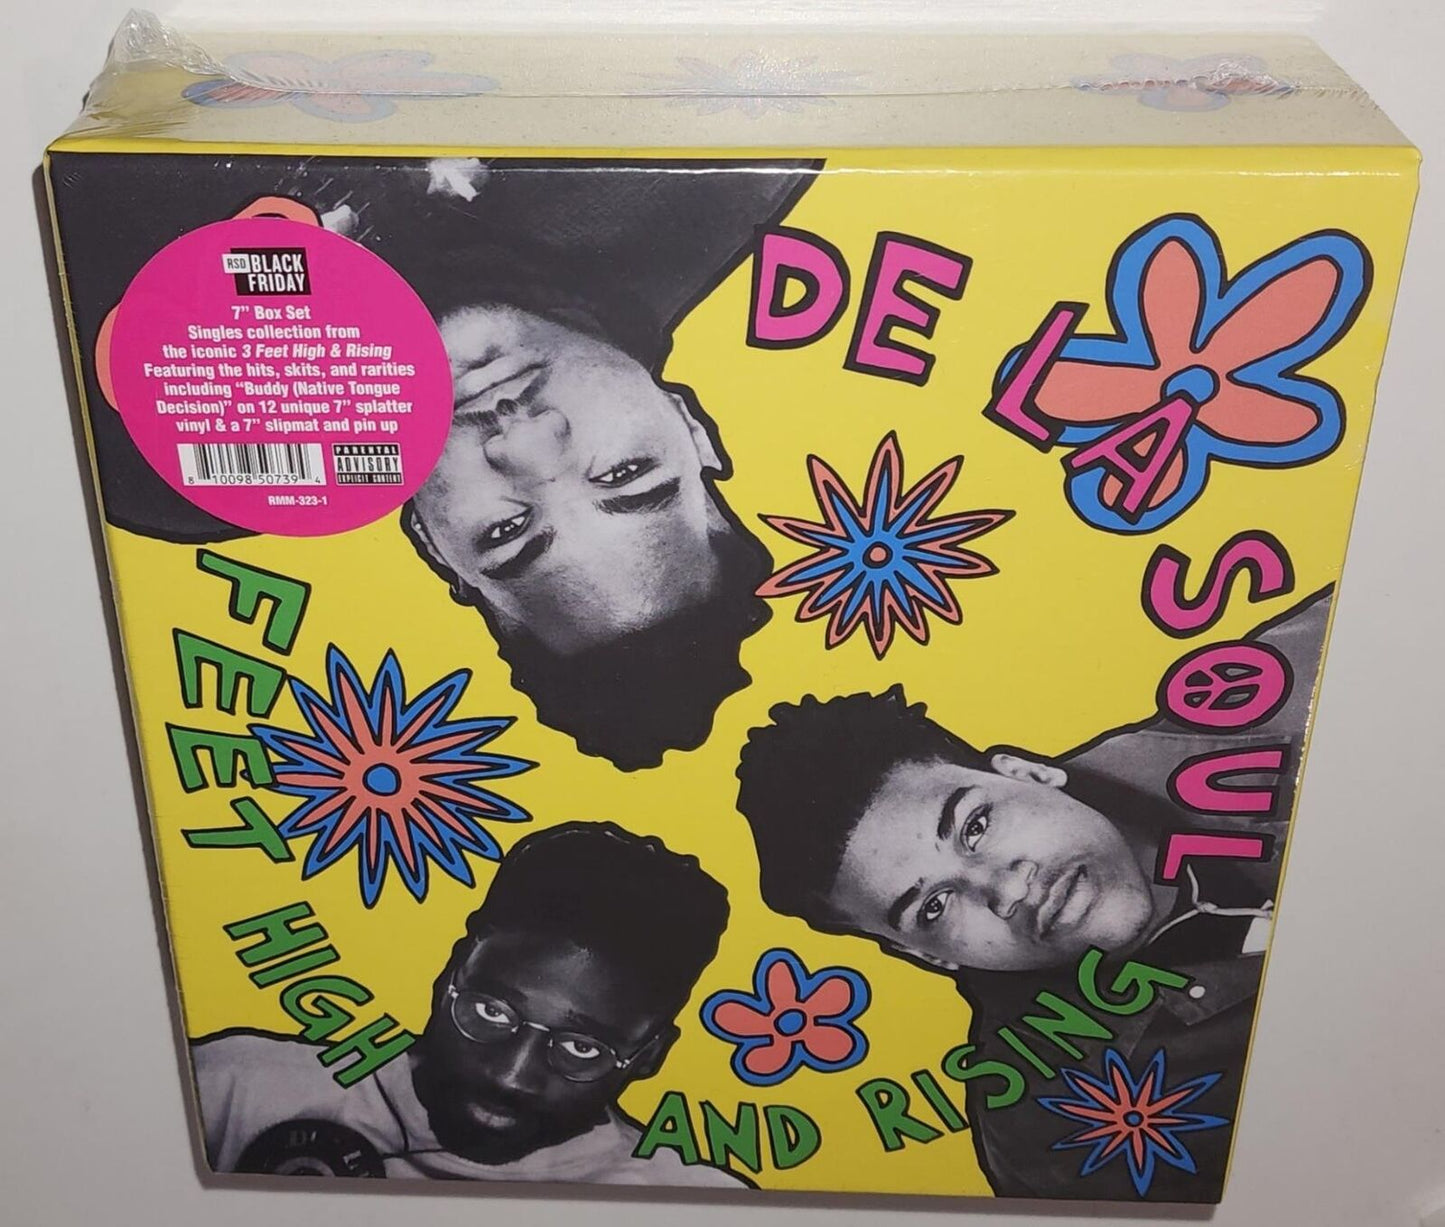 RSD BLACK
FRIDAY
7" Box Set
Singles collection from
the iconic 3 Feet High & Rising
Featuring the hits, skits, and rarities
including "Buddy (Native Tongue
Decision)" on 12 unique 7" splatter
vinyl & a 7" slipmat and pin up
8 10098 50739 4
PARENTAL
ADVISORY
EXPLICIT CONTENT
RMM-323-1
DE LA SOUL
FEET HIGH AND RISING